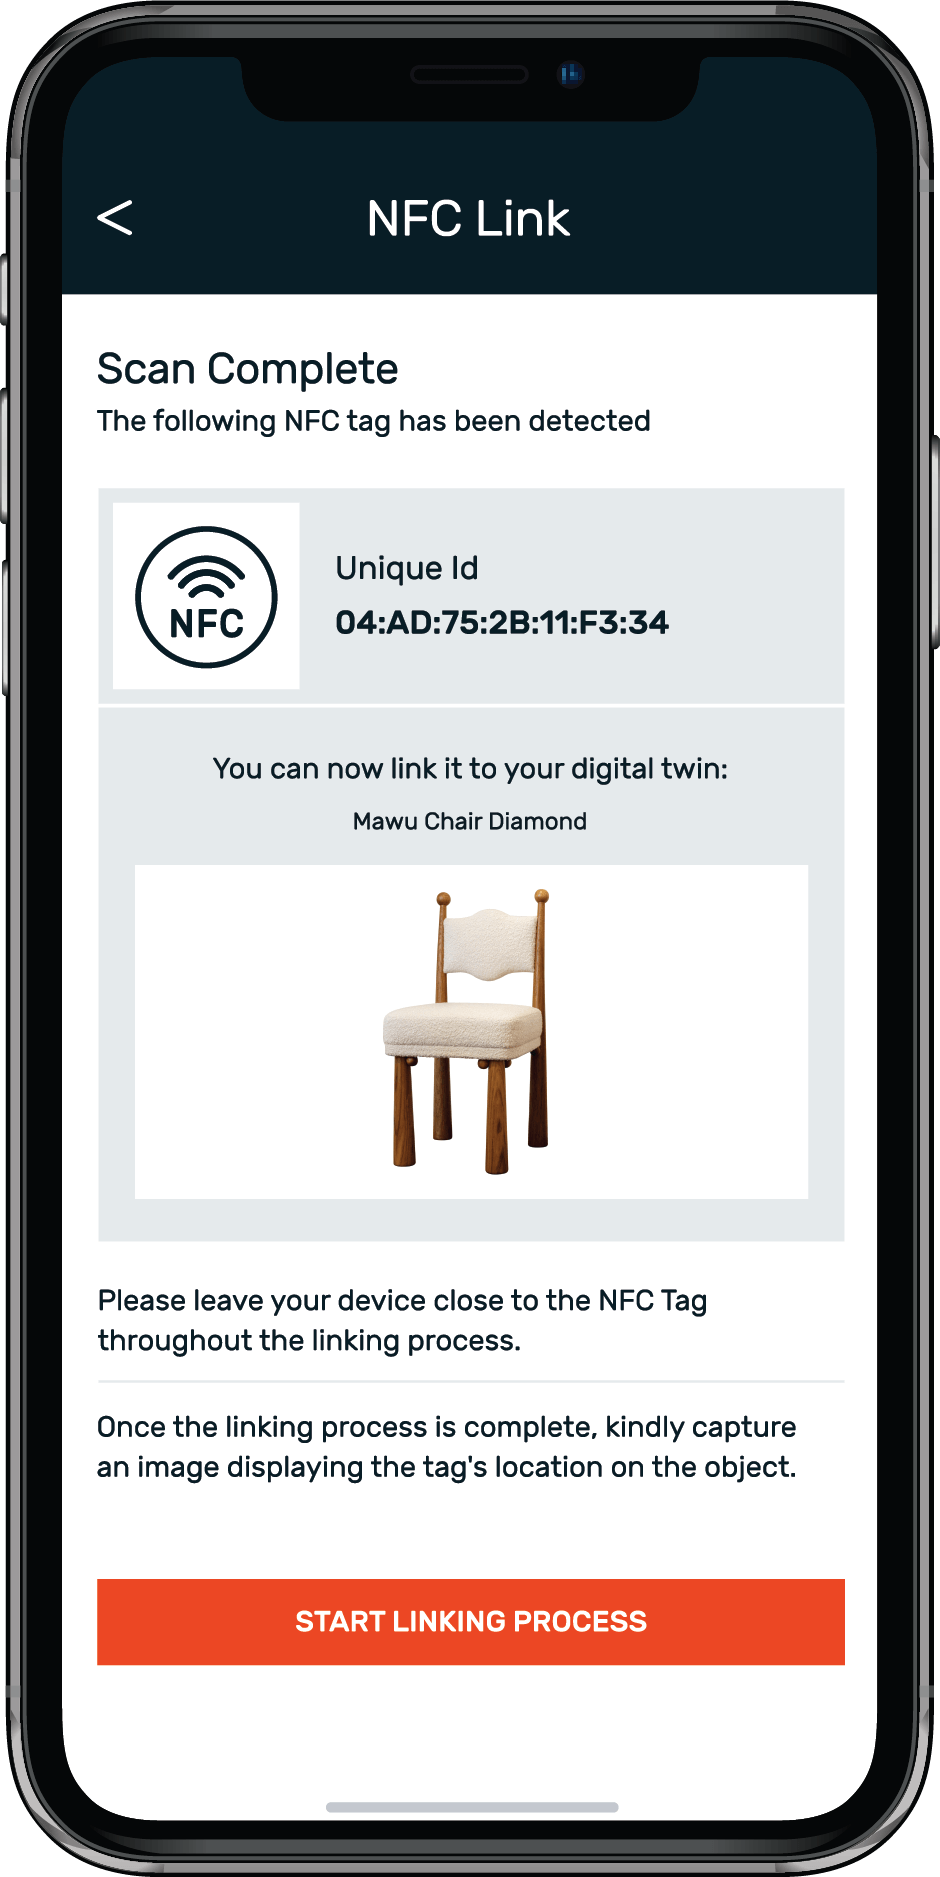 NFC Link
Scan Complete
The following NFC tag has been detected
NFC
Unique Id
04:AD:75:2B:11:F3:34
You can now link it to your digital twin:
Mawu Chair Diamond
Please leave your device close to the NFC Tag
throughout the linking process.
Once the linking process is complete, kindly capture
an image displaying the tag's location on the object.
START LINKING PROCESS